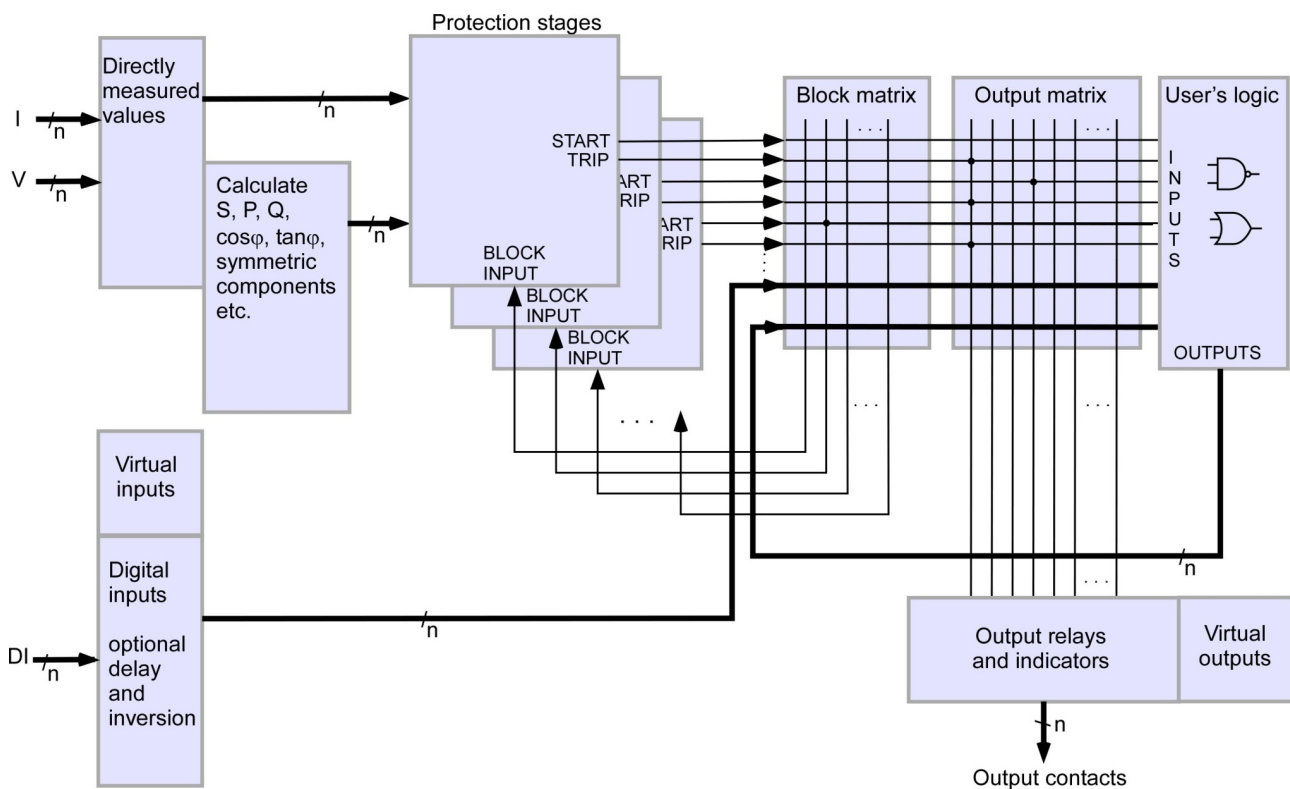 Protection stages
Directly
measured
values
I
n
V
n
n
Calculate
S, P, Q,
cosφ, tanφ,
symmetric
components
etc.
n
START
TRIP
ART
RIP
ART
RIP
BLOCK
INPUT
BLOCK
INPUT
BLOCK
INPUT
Block matrix
Output matrix
User's logic
I
N
P
U
T
S
OUTPUTS
n
Virtual
inputs
Digital
inputs
optional
delay
and
inversion
DI
n
n
Output relays
and indicators
Virtual
outputs
n
Output contacts